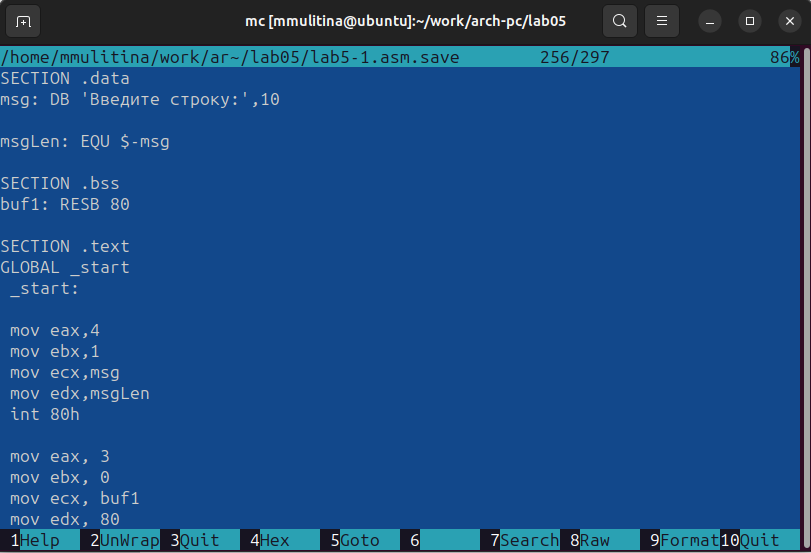 mc [mmulitina@ubuntu]:~/work/arch-pc/lab05
/home/mmulitina/work/ar~/lab05/lab5-1.asm.save 256/297 86%
SECTION .data
msg: DB 'Введите строку:',10
msgLen: EQU $-msg
SECTION .bss
buf1: RESB 80
SECTION .text
GLOBAL _start
_start:
mov eax,4
mov ebx,1
mov ecx,msg
mov edx,msgLen
int 80h
mov eax, 3
mov ebx, 0
mov ecx, buf1
mov edx, 80
1Help 2UnWrap 3Quit 4Hex 5Goto 6 7Search 8Raw 9Format 10Quit